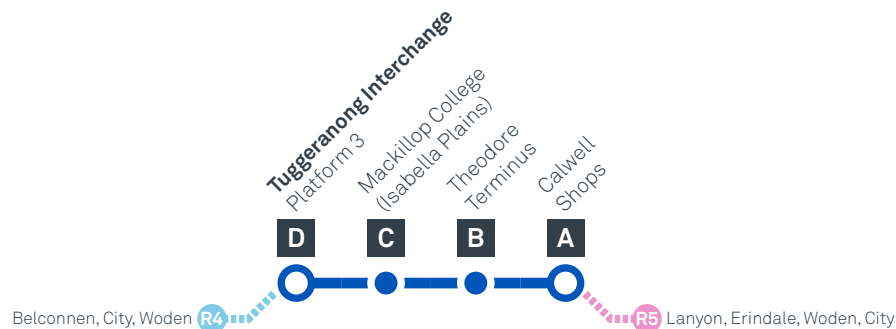 Tuggeranong Interchange
Platform 3
Mackillop College
(Isabella Plains)
Theodore
Terminus
Calwell
Shops
D
C
B
A
Belconnen, City, Woden R4
R5 Lanyon, Erindale, Woden, City